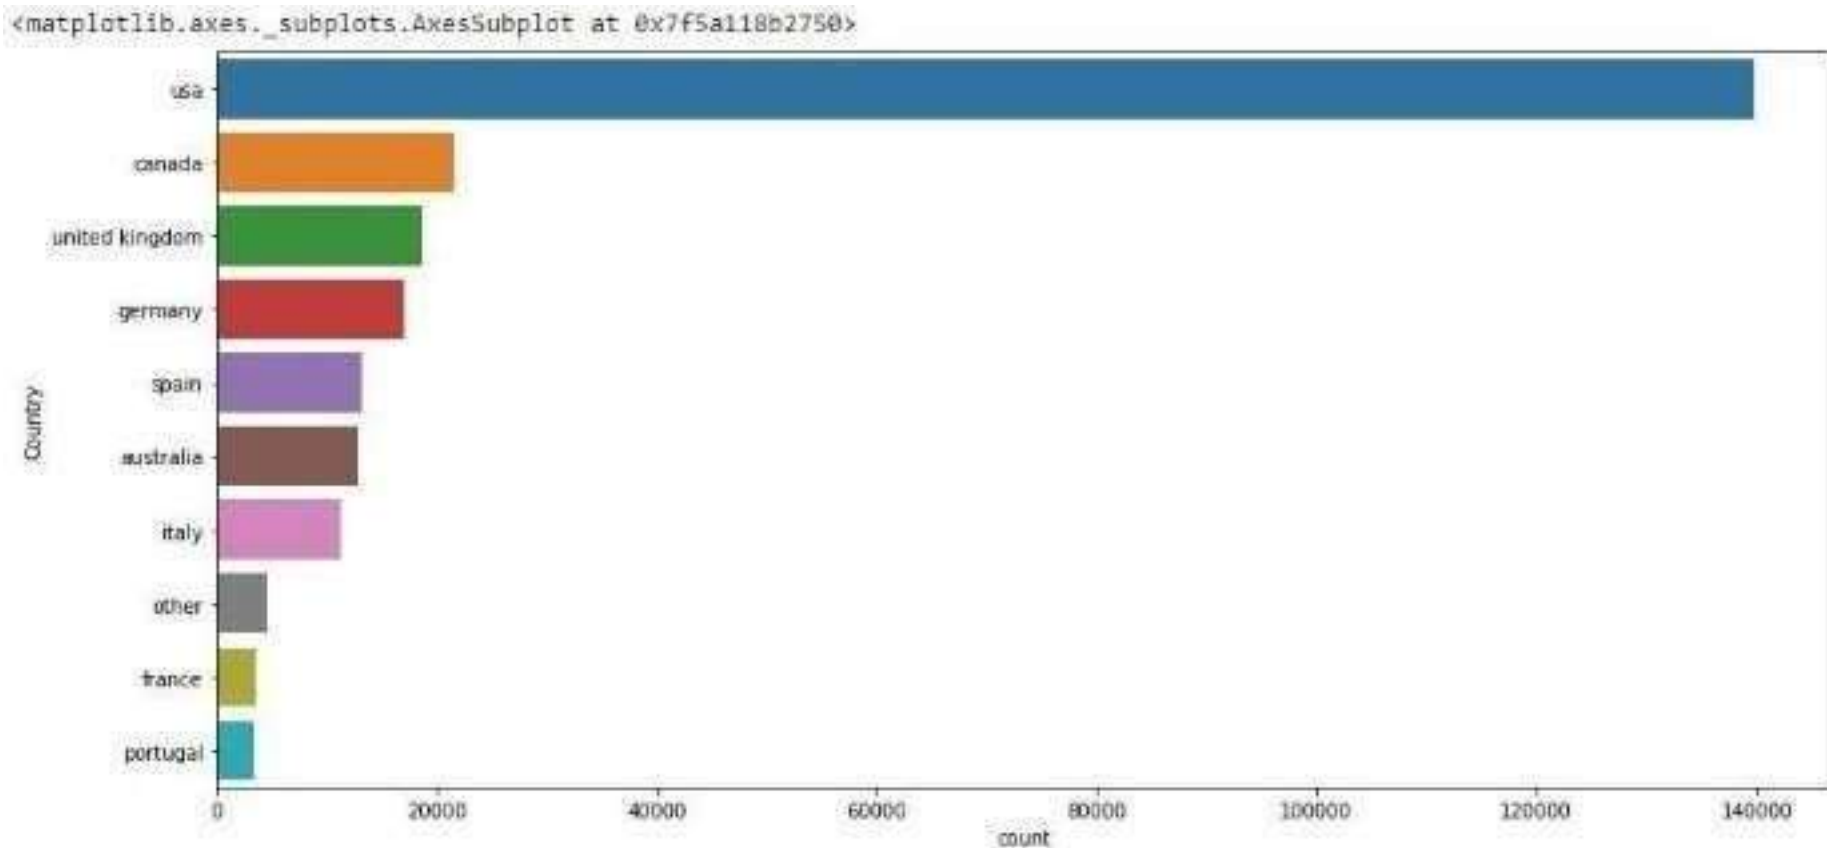 <matplotlib.axes._subplots.AxesSubplot at 0x7f5a118b2750>
usa
canada
united kingdom
germany
spain
australia
italy
other
france
portugal
Country
0 20000 40000 60000 80000 100000 120000 140000
count